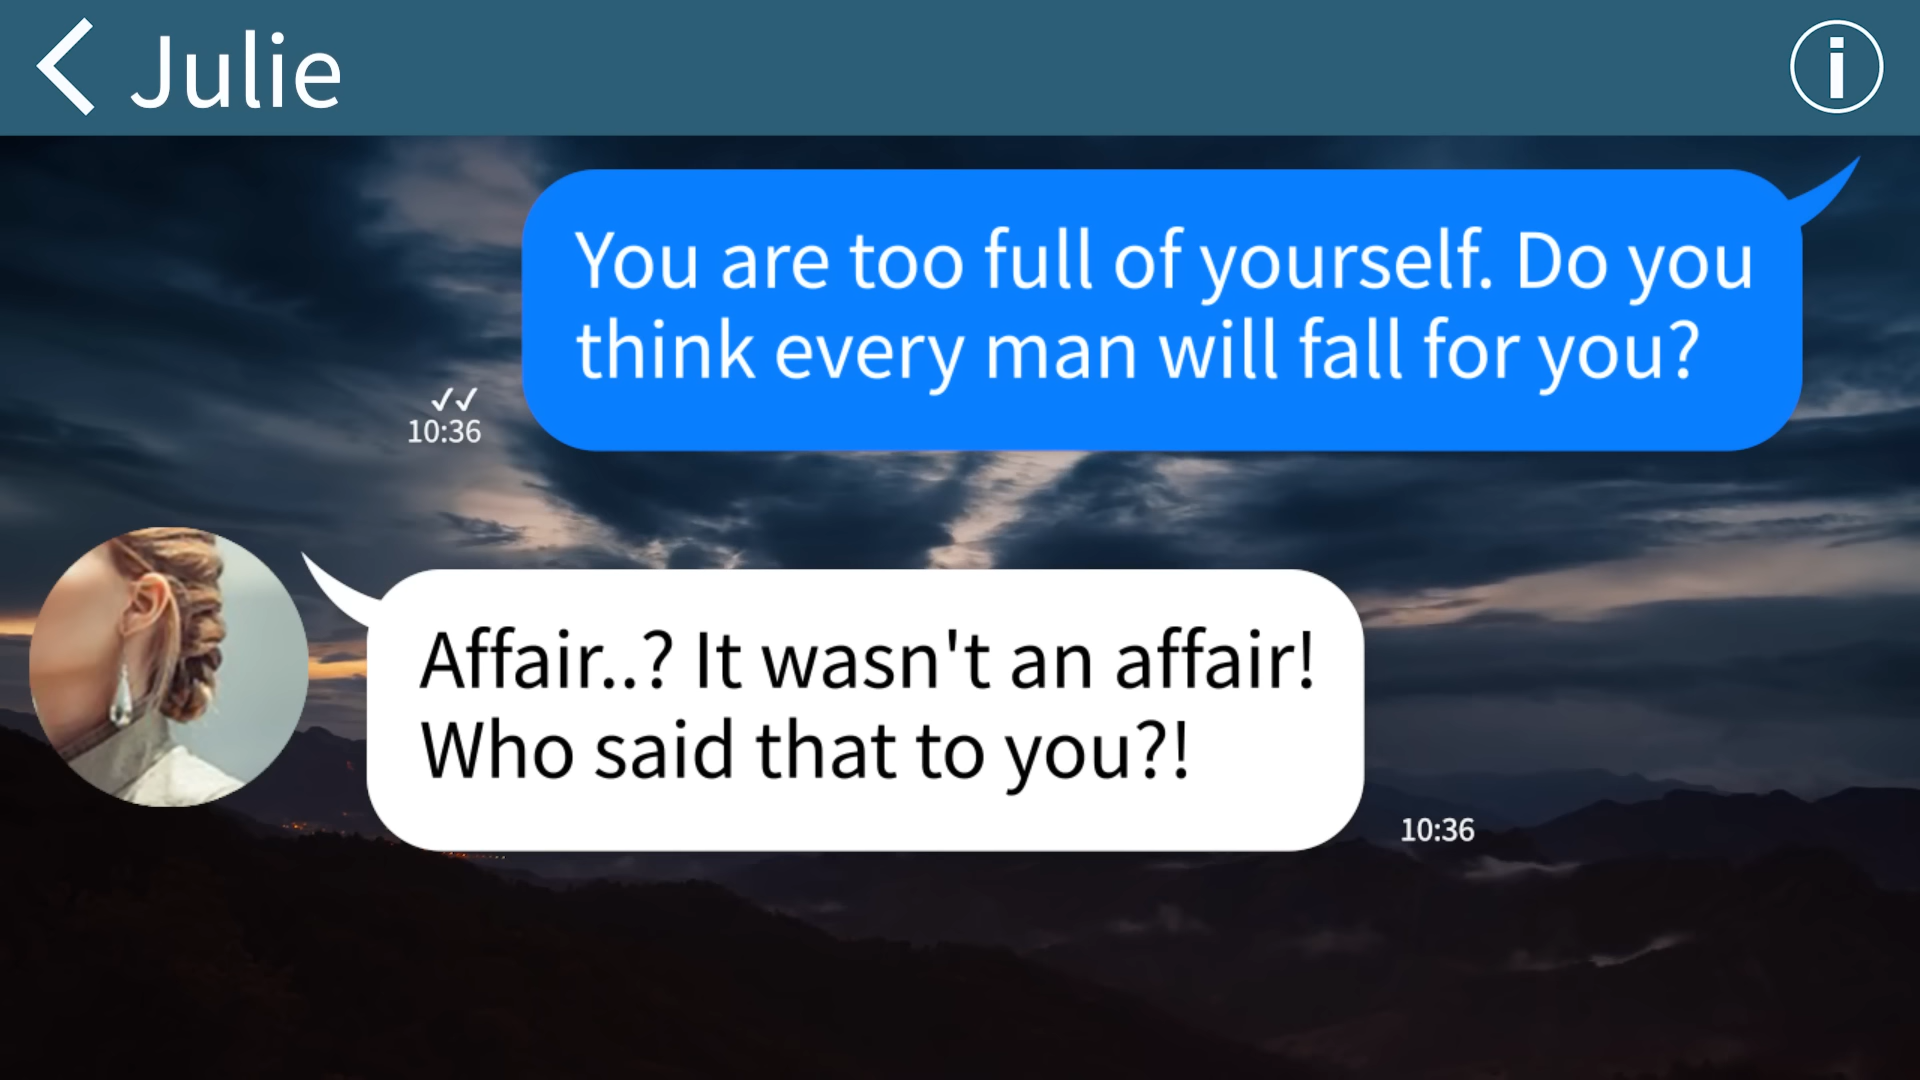 Julie
You are too full of yourself. Do you
think every man will fall for you?
10:36
Affair..? It wasn't an affair!
Who said that to you?!
10:36